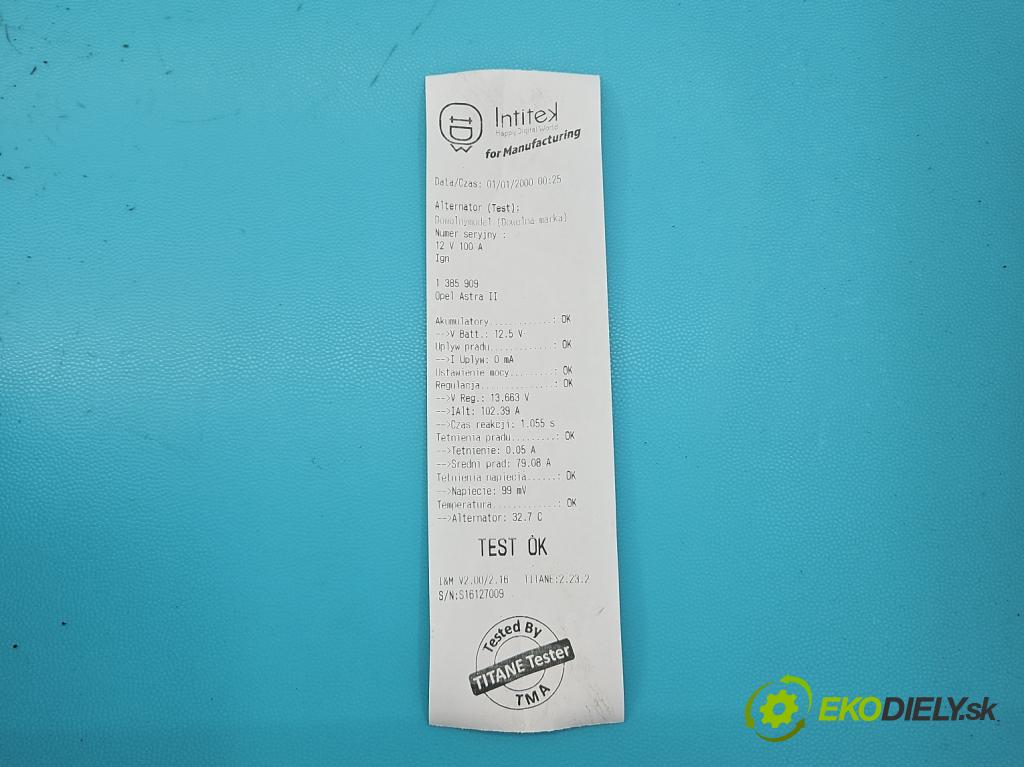 Intitek
Happy Digital World
for Manufacturing
Data/Czas: 01/01/2000 00:25
Alternator (Test):
Dowolnymodel (Dowolna marka)
Numer seryjny :
12 V 100 A
Ign
1 385 909
Opel Astra II
Akumulatory............: OK
-->V Batt.: 12.5 V
Uplyw pradu............: OK
-->I Uplyw: 0 mA
Ustawienie mocy........: OK
Regulacja..............: OK
-->V Reg.: 13.663 V
-->IAlt: 102.39 A
-->Czas reakcji: 1.055 s
Tetnienia pradu........: OK
-->Tetnienie: 0.05 A
-->Sredni prad: 79.08 A
Tetnienia napiecia.....: OK
-->Napiecie: 99 mV
Temperatura............: OK
-->Alternator: 32.7 C
TEST OK
I&M V2.00/2.16 TITANE:2.23.2
S/N:S16127009
Tested By
TITANE Tester
TMA
EKODIELY.sk